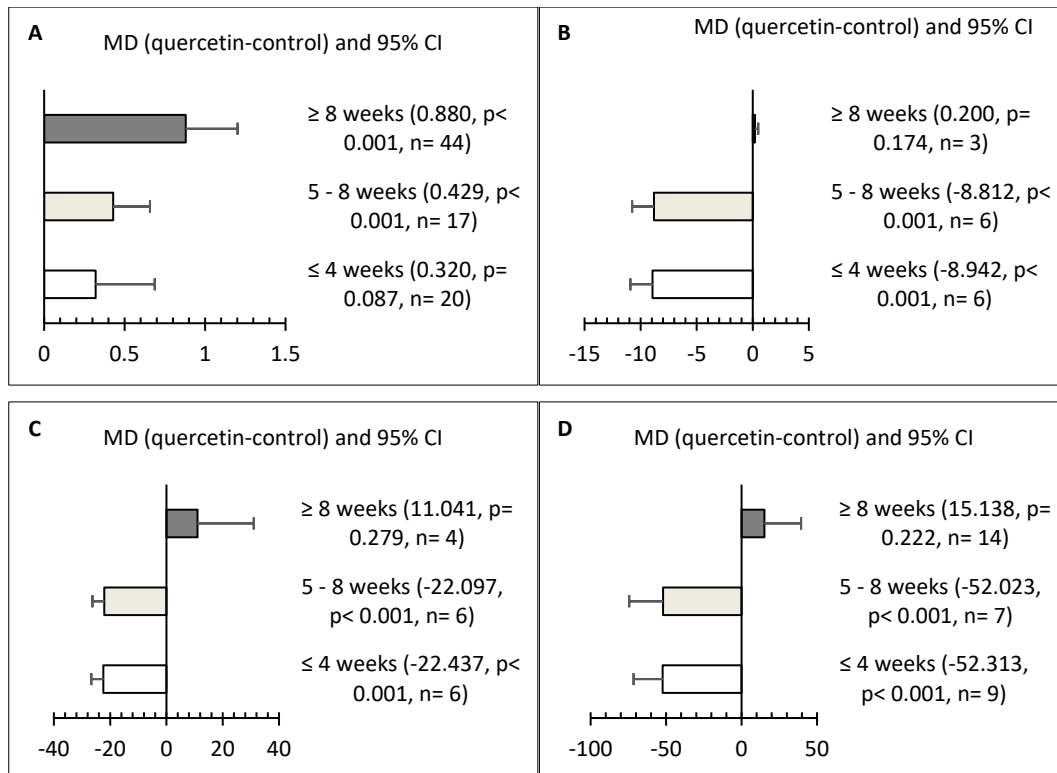 A
MD (quercetin-control) and 95% CI
≥ 8 weeks (0.880, p<
0.001, n= 44)
5 - 8 weeks (0.429, p<
0.001, n= 17)
≤ 4 weeks (0.320, p=
0.087, n= 20)
0 0.5 1 1.5
B
MD (quercetin-control) and 95% CI
≥ 8 weeks (0.200, p=
0.174, n= 3)
5 - 8 weeks (-8.812, p<
0.001, n= 6)
≤ 4 weeks (-8.942, p<
0.001, n= 6)
-15 -10 -5 0 5
C
MD (quercetin-control) and 95% CI
≥ 8 weeks (11.041, p=
0.279, n= 4)
5 - 8 weeks (-22.097,
p< 0.001, n= 6)
≤ 4 weeks (-22.437, p<
0.001, n= 6)
-40 -20 0 20 40
D
MD (quercetin-control) and 95% CI
≥ 8 weeks (15.138, p=
0.222, n= 14)
5 - 8 weeks (-52.023,
p< 0.001, n= 7)
≤ 4 weeks (-52.313,
p< 0.001, n= 9)
-100 -50 0 50